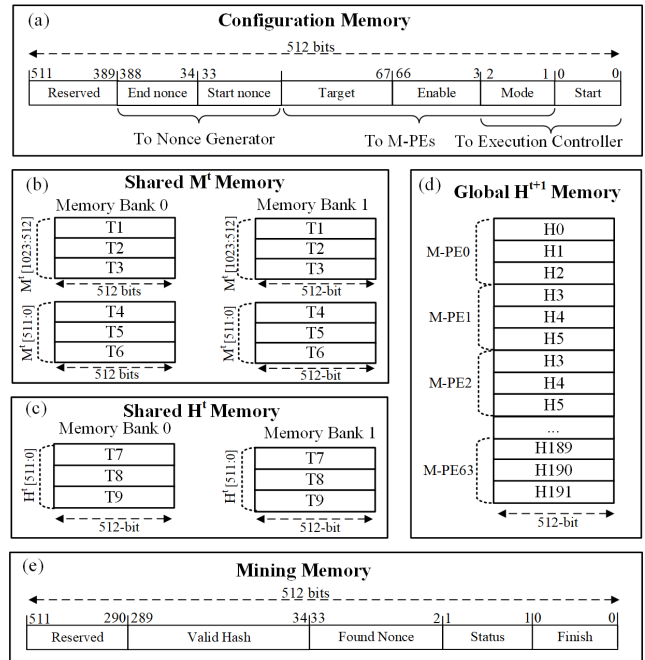 (a) Configuration Memory
512 bits
511 389 388 34 33 67 66 3 2 1 0 0
Reserved End nonce Start nonce Target Enable Mode Start
To Nonce Generator To M-PEs To Execution Controller
(b) Shared Mᵗ Memory
Memory Bank 0 Memory Bank 1
Mᵗ [1023:512] T1 T2 T3
512 bits
Mᵗ [511:0] T4 T5 T6
512 bits
Mᵗ [1023:512] T1 T2 T3
512-bit
Mᵗ [511:0] T4 T5 T6
512-bit
(c) Shared Hᵗ Memory
Memory Bank 0 Memory Bank 1
Hᵗ [511:0] T7 T8 T9
512-bit
Hᵗ [511:0] T7 T8 T9
512-bit
(d) Global Hᵗ⁺¹ Memory
M-PE0 H0 H1 H2
M-PE1 H3 H4 H5
M-PE2 H3 H4 H5
...
M-PE63 H189 H190 H191
512-bit
(e) Mining Memory
512 bits
511 290 289 34 33 2 1 1 0 0
Reserved Valid Hash Found Nonce Status Finish